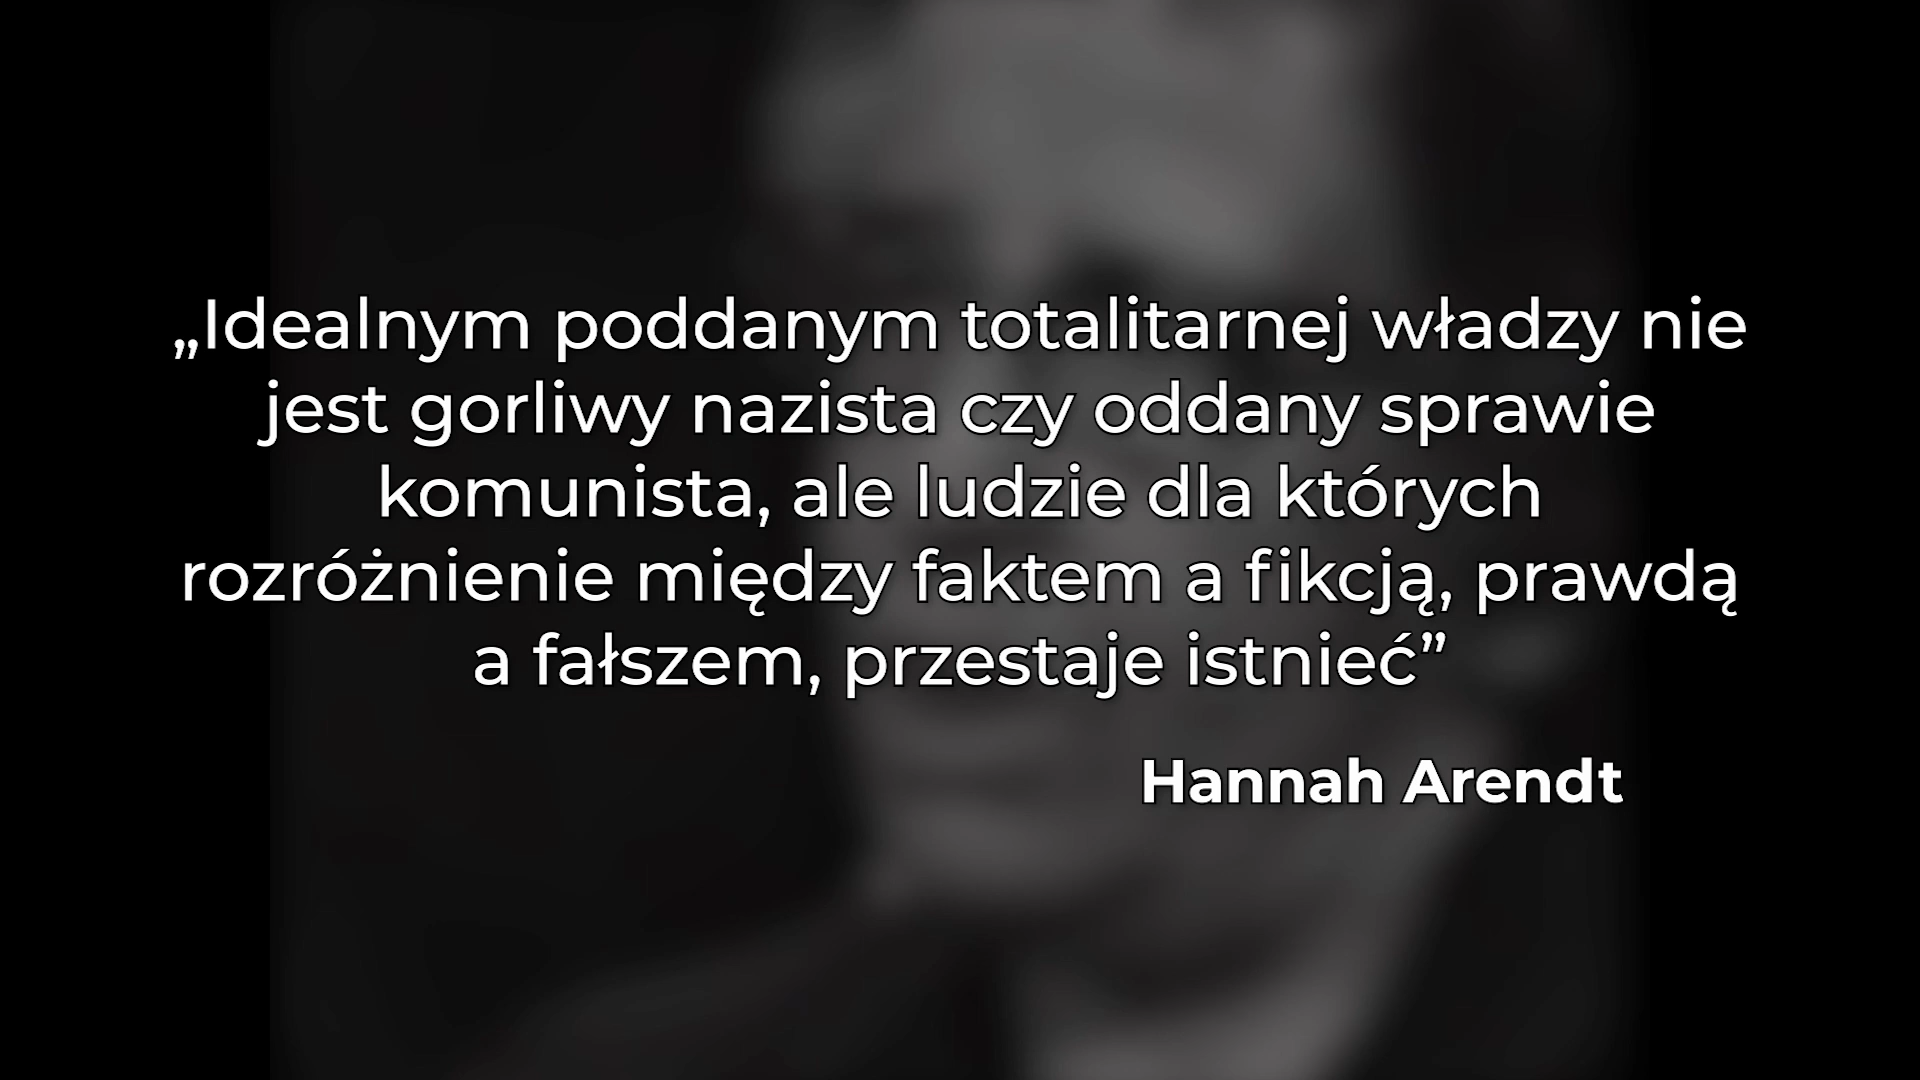 „Idealnym poddanym totalitarnej władzy nie
jest gorliwy nazista czy oddany sprawie
komunista, ale ludzie dla których
rozróżnienie między faktem a fikcją, prawdą
a fałszem, przestaje istnieć”
Hannah Arendt